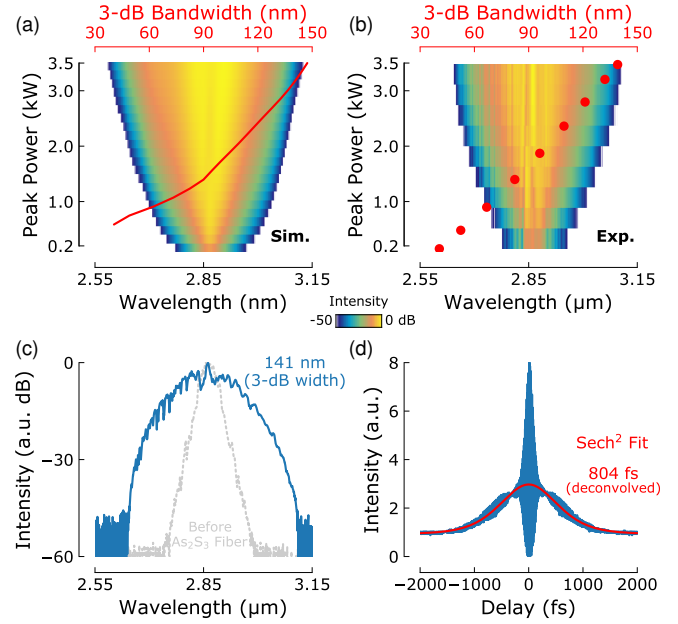 (a)
3-dB Bandwidth (nm)
30 60 90 120 150
Peak Power (kW)
3.5
3.0
2.0
1.0
0.2
Sim.
2.55 2.85 3.15
Wavelength (nm)
(b)
3-dB Bandwidth (nm)
30 60 90 120 150
Peak Power (kW)
3.5
3.0
2.0
1.0
0.2
Exp.
2.55 2.85 3.15
Wavelength (μm)
Intensity
-50 0 dB
(c)
Intensity (a.u. dB)
0
−30
−60
141 nm
(3-dB width)
Before
As₂S₃ Fiber
2.55 2.85 3.15
Wavelength (μm)
(d)
Intensity (a.u.)
8
6
4
2
0
Sech² Fit
804 fs
(deconvolved)
−2000 −1000 0 1000 2000
Delay (fs)